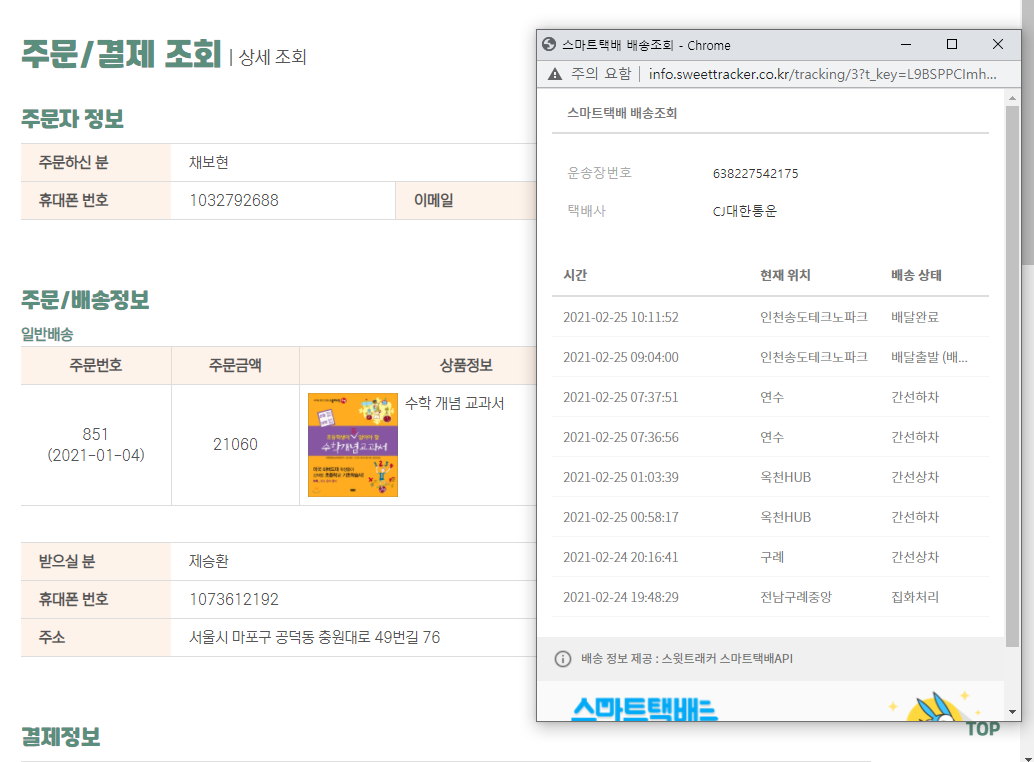 주문/결제 조회 | 상세 조회
주문자 정보
주문하신 분 채보현
휴대폰 번호 1032792688 이메일
주문/배송정보
일반배송
주문번호 주문금액 상품정보
851
(2021-01-04)
21060
수학 개념 교과서
수학개념교과서
받으실 분 제승환
휴대폰 번호 1073612192
주소 서울시 마포구 공덕동 충원대로 49번길 76
결제정보
스마트택배 배송조회 - Chrome
주의 요함 info.sweettracker.co.kr/tracking/3?t_key=L9BSPPCImh...
스마트택배 배송조회
운송장번호 638227542175
택배사 CJ대한통운
시간 현재 위치 배송 상태
2021-02-25 10:11:52 인천송도테크노파크 배달완료
2021-02-25 09:04:00 인천송도테크노파크 배달출발 (배...
2021-02-25 07:37:51 연수 간선하차
2021-02-25 07:36:56 연수 간선하차
2021-02-25 01:03:39 옥천HUB 간선상차
2021-02-25 00:58:17 옥천HUB 간선하차
2021-02-24 20:16:41 구례 간선상차
2021-02-24 19:48:29 전남구례중앙 집화처리
배송 정보 제공 : 스윗트래커 스마트택배API
스마트택배
TOP